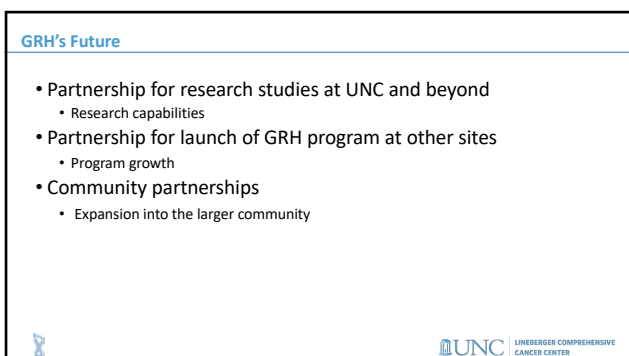 GRH's Future
• Partnership for research studies at UNC and beyond
• Research capabilities
• Partnership for launch of GRH program at other sites
• Program growth
• Community partnerships
• Expansion into the larger community
UNC
LINEBERGER COMPREHENSIVE
CANCER CENTER